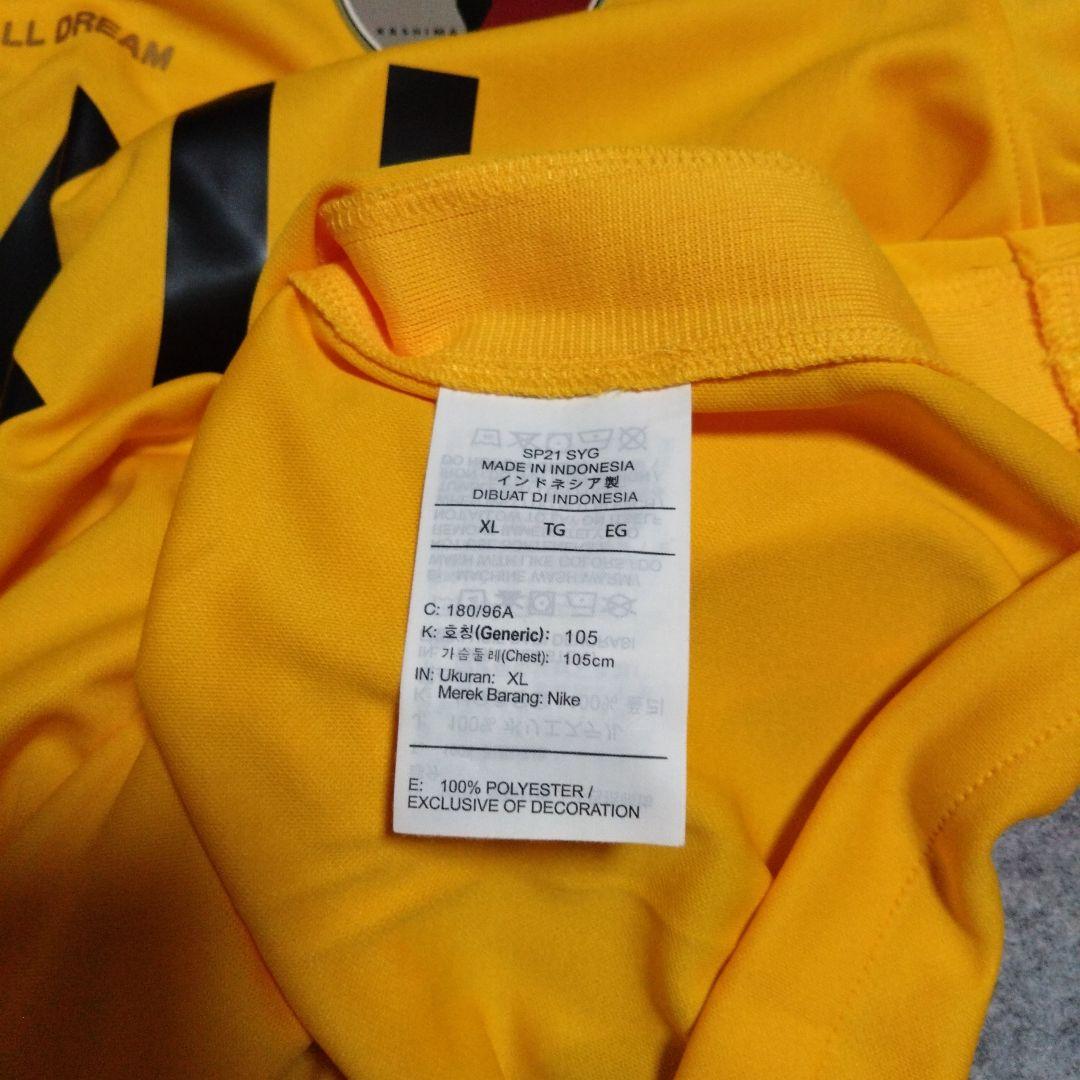 LL DREAM
KASHIMA
SP21 SYG
MADE IN INDONESIA
インドネシア製
DIBUAT DI INDONESIA
XL TG EG
C: 180/96A
K: 호칭(Generic): 105
가슴둘레(Chest): 105cm
IN: Ukuran: XL
Merek Barang: Nike
E: 100% POLYESTER /
EXCLUSIVE OF DECORATION